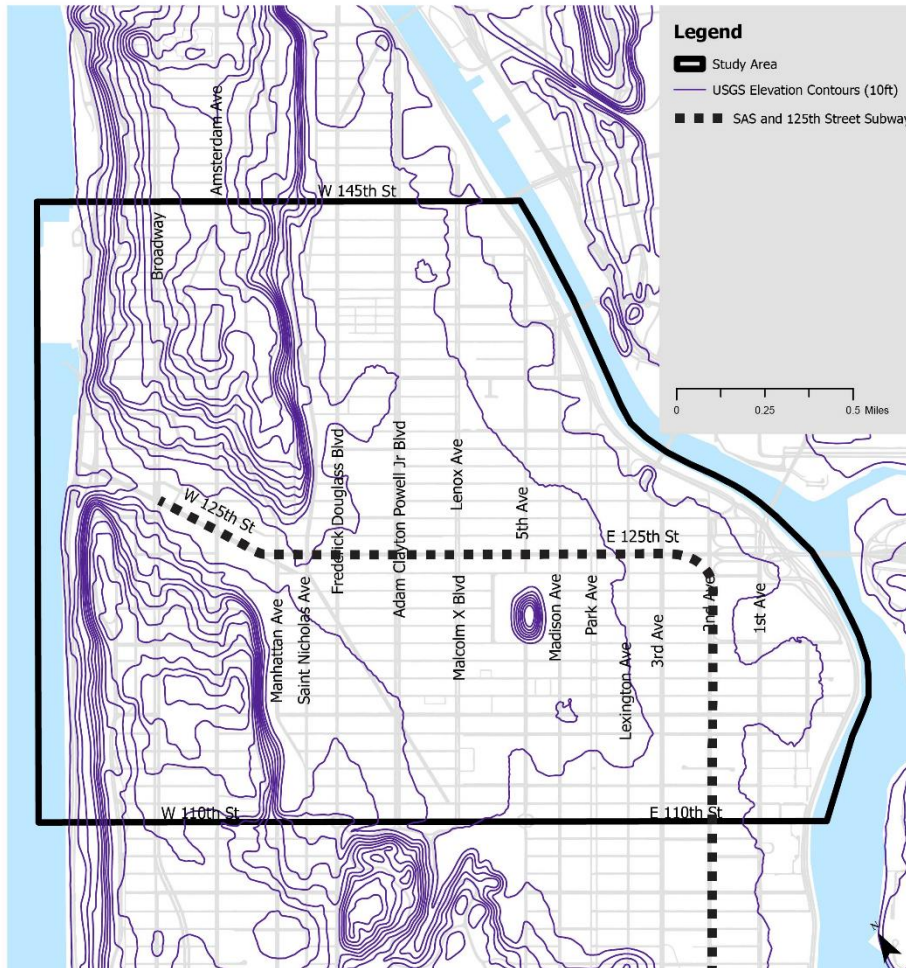 Legend
Study Area
USGS Elevation Contours (10ft)
SAS and 125th Street Subway
0 0.25 0.5 Miles
Amsterdam Ave
W 145th St
Broadway
W 125th St
Frederick Douglass Blvd
Adam Clayton Powell Jr Blvd
Lenox Ave
5th Ave
E 125th St
Manhattan Ave
Saint Nicholas Ave
Malcolm X Blvd
Madison Ave
Park Ave
Lexington Ave
3rd Ave
2nd Ave
1st Ave
W 110th St
E 110th St
N